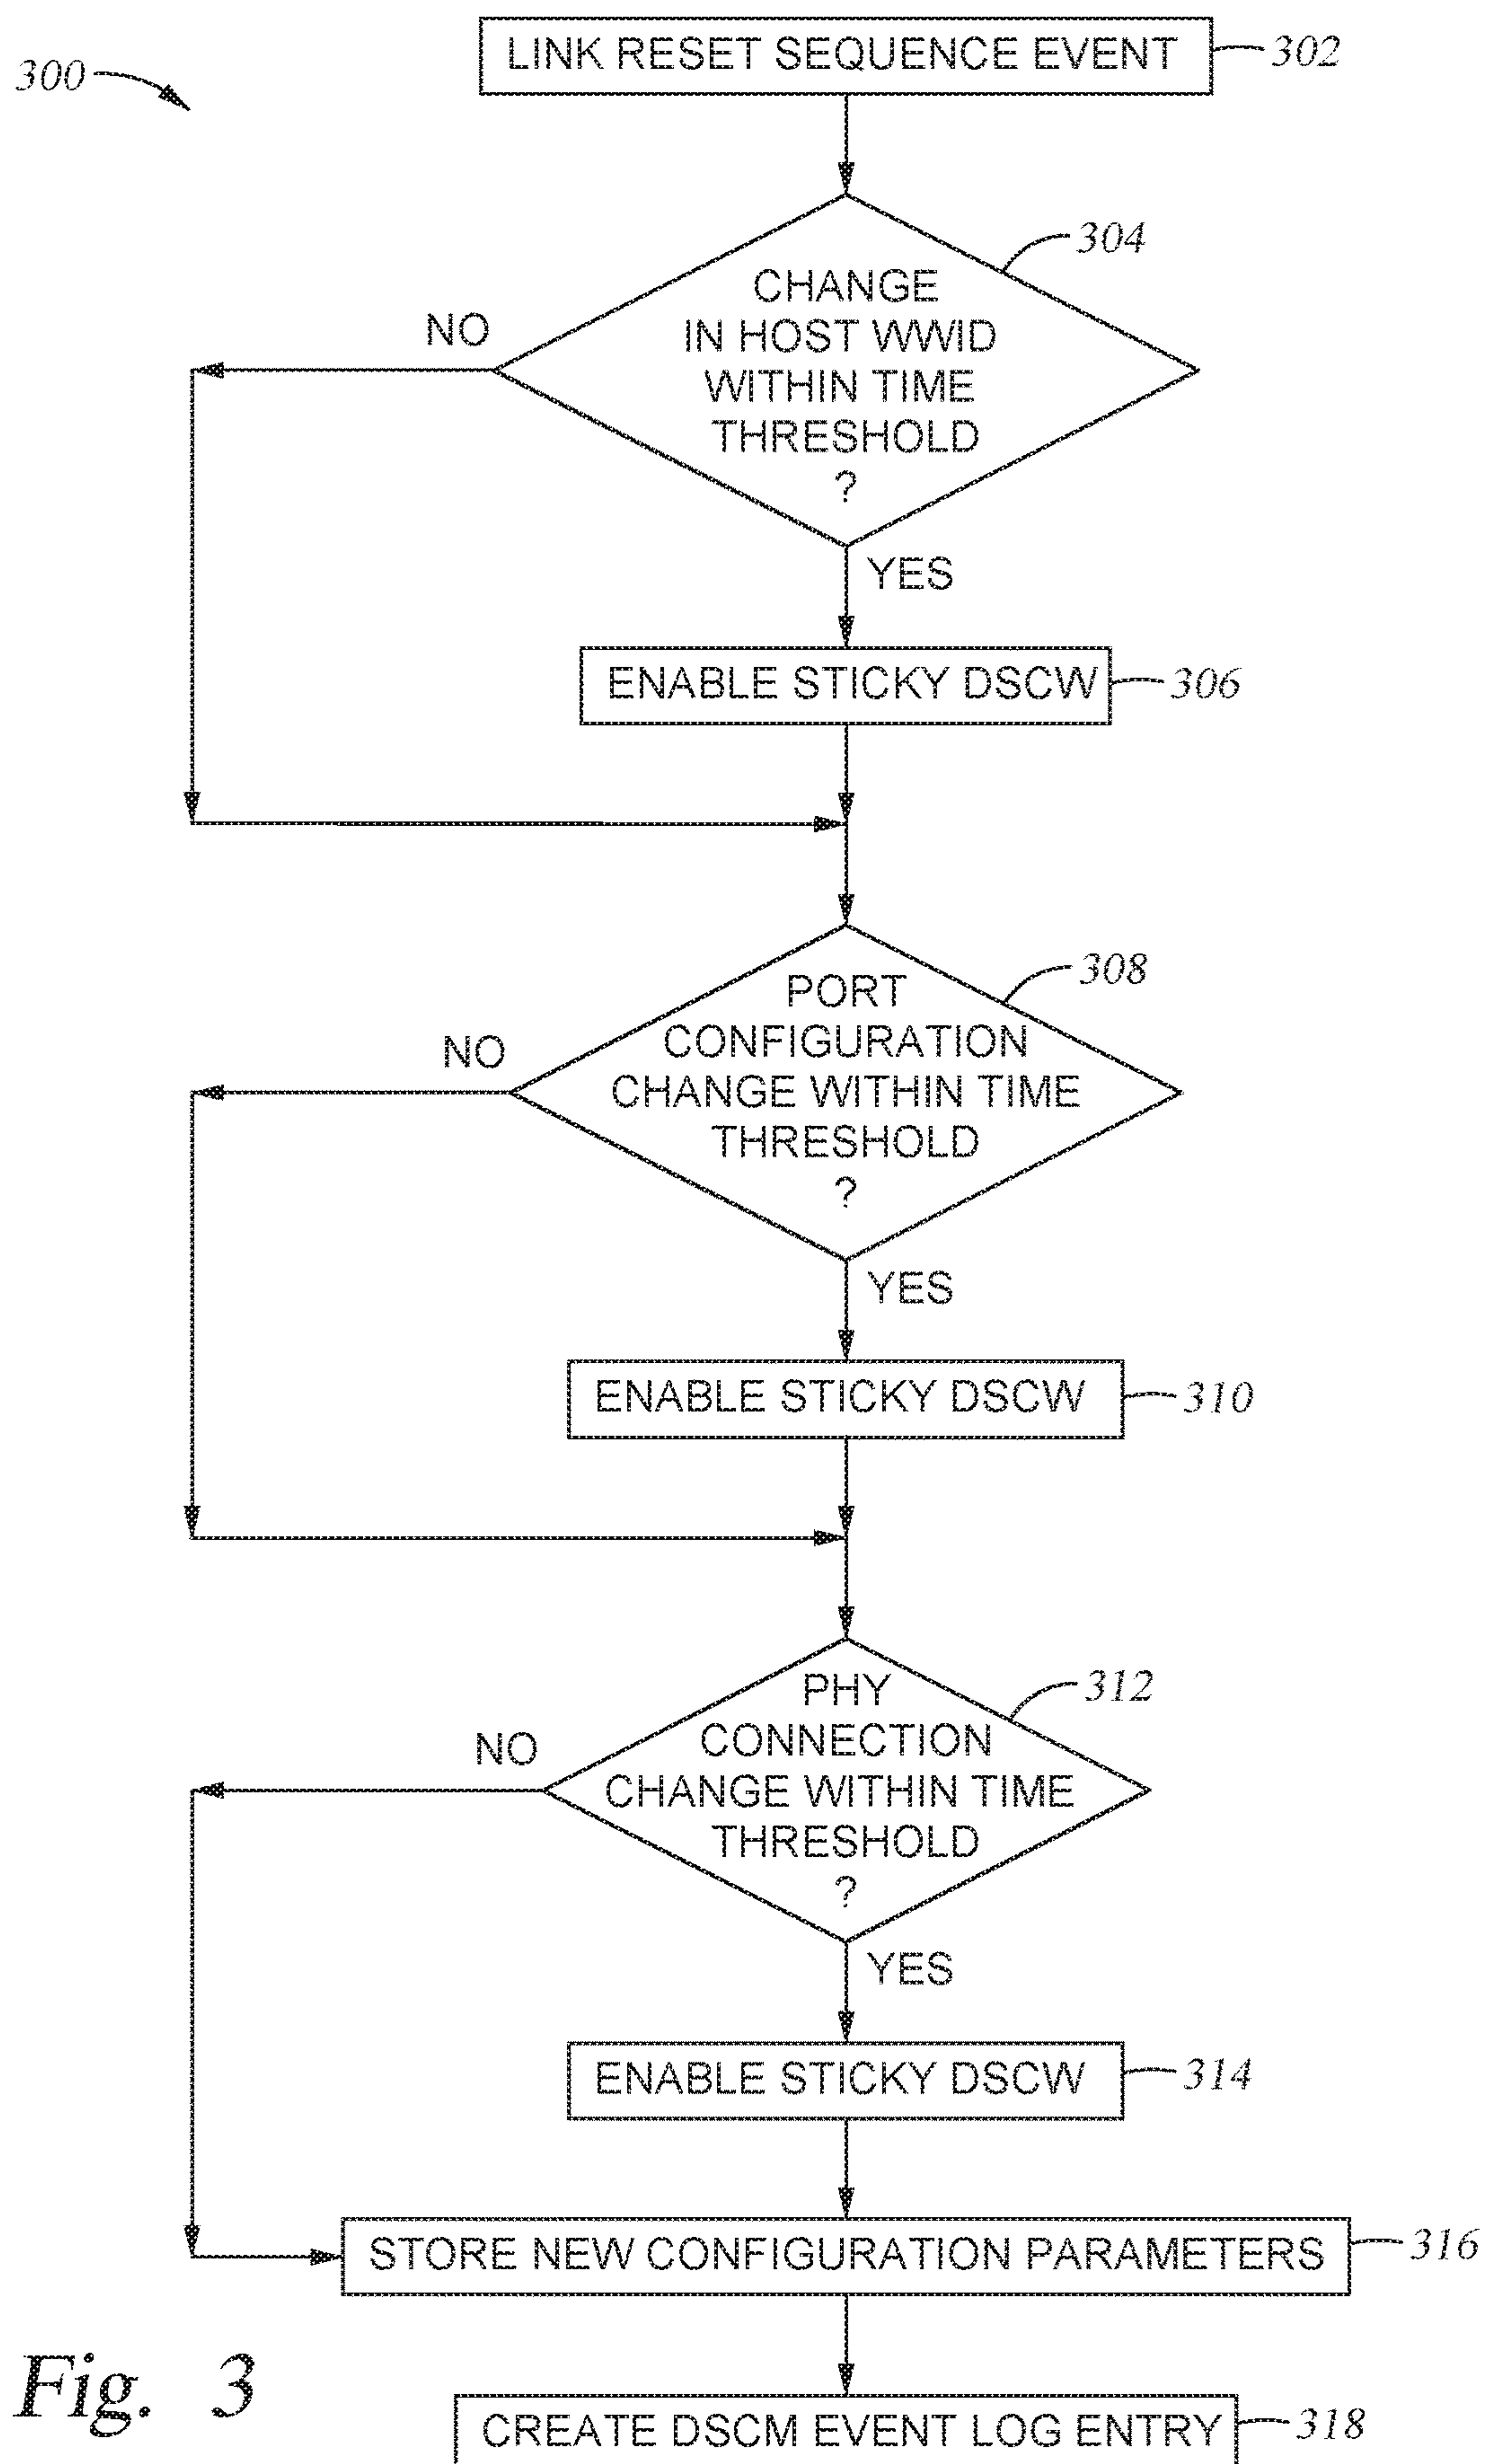 300
LINK RESET SEQUENCE EVENT
302
304
CHANGE
IN HOST WWID
WITHIN TIME
THRESHOLD
?
NO
YES
ENABLE STICKY DSCW
306
308
PORT
CONFIGURATION
CHANGE WITHIN TIME
THRESHOLD
?
NO
YES
ENABLE STICKY DSCW
310
312
PHY
CONNECTION
CHANGE WITHIN TIME
THRESHOLD
?
NO
YES
ENABLE STICKY DSCW
314
STORE NEW CONFIGURATION PARAMETERS
316
CREATE DSCM EVENT LOG ENTRY
318
Fig. 3